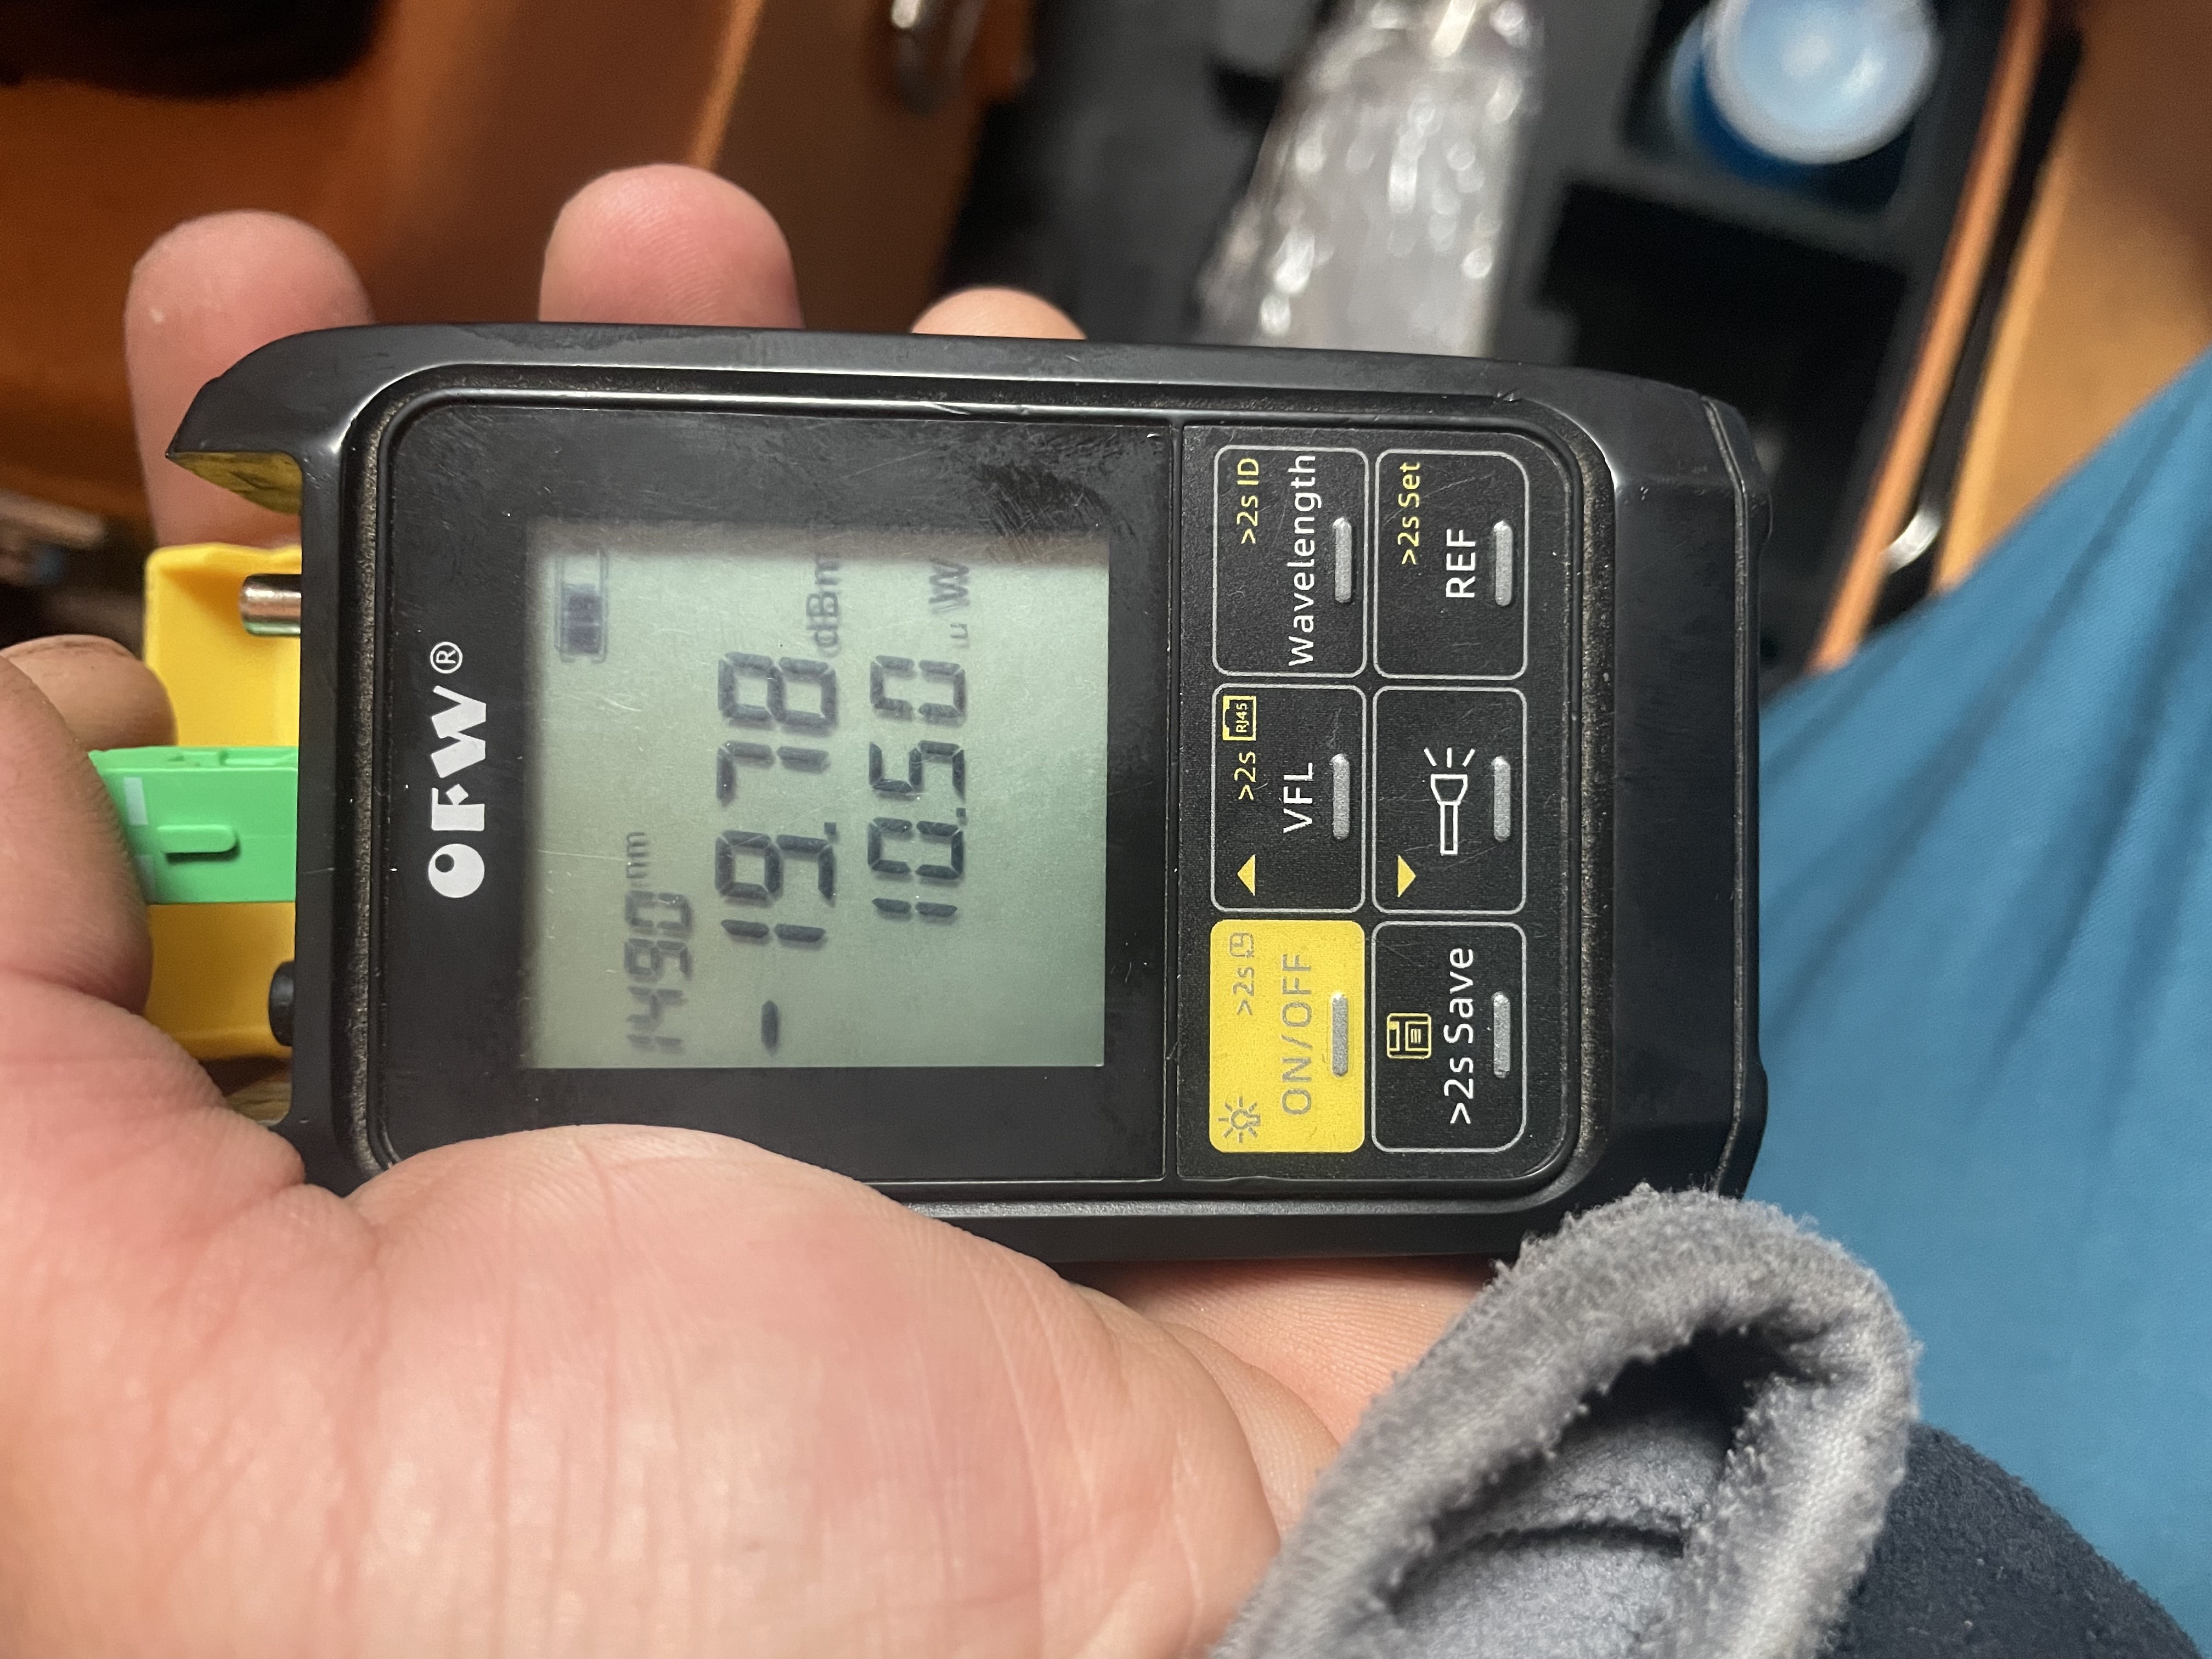 OFW®
1490nm
-19.78dBm
10.50uW
>2s
ON/OFF
>2s RJ45
VFL
>2s ID
Wavelength
>2s Save
>2s Set
REF